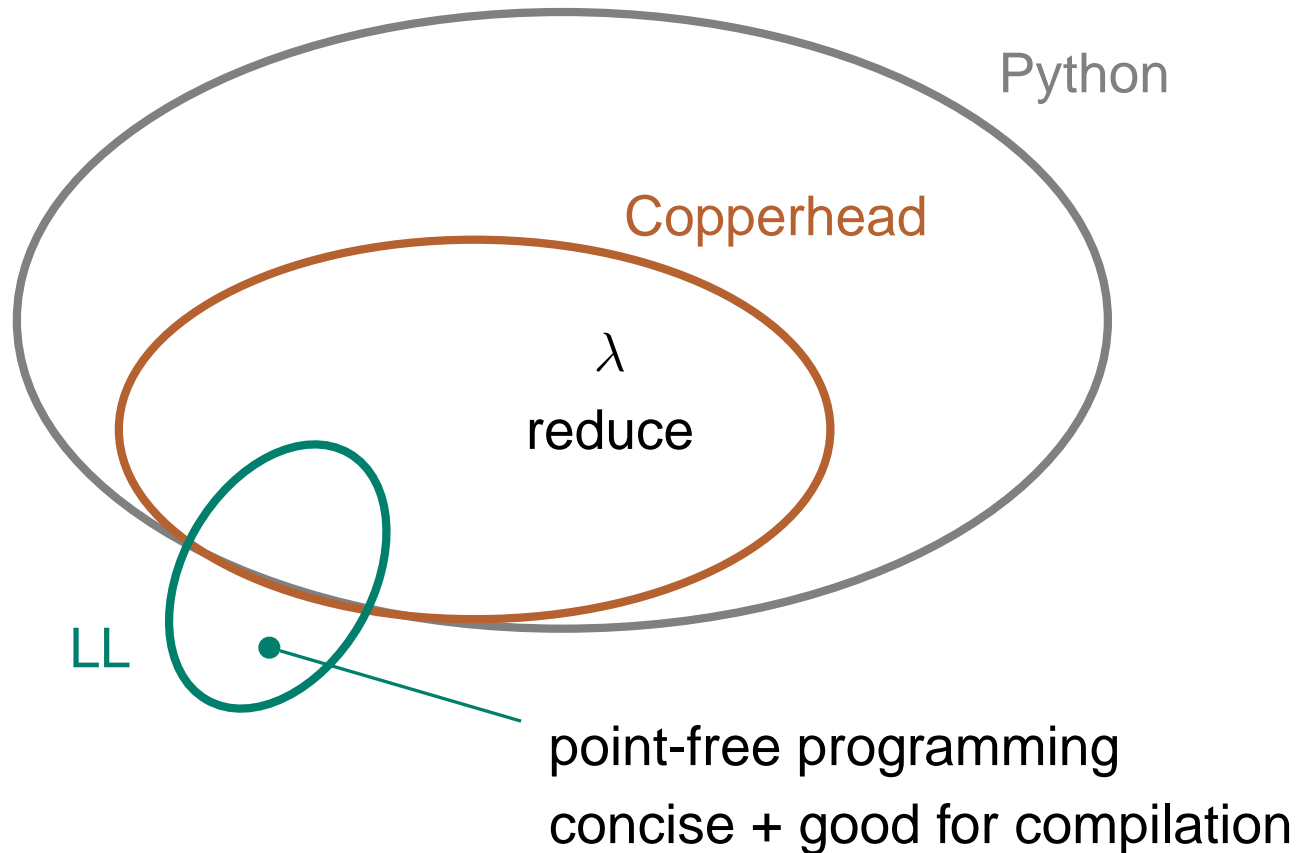 Python
Copperhead
λ
reduce
LL
point-free programming
concise + good for compilation